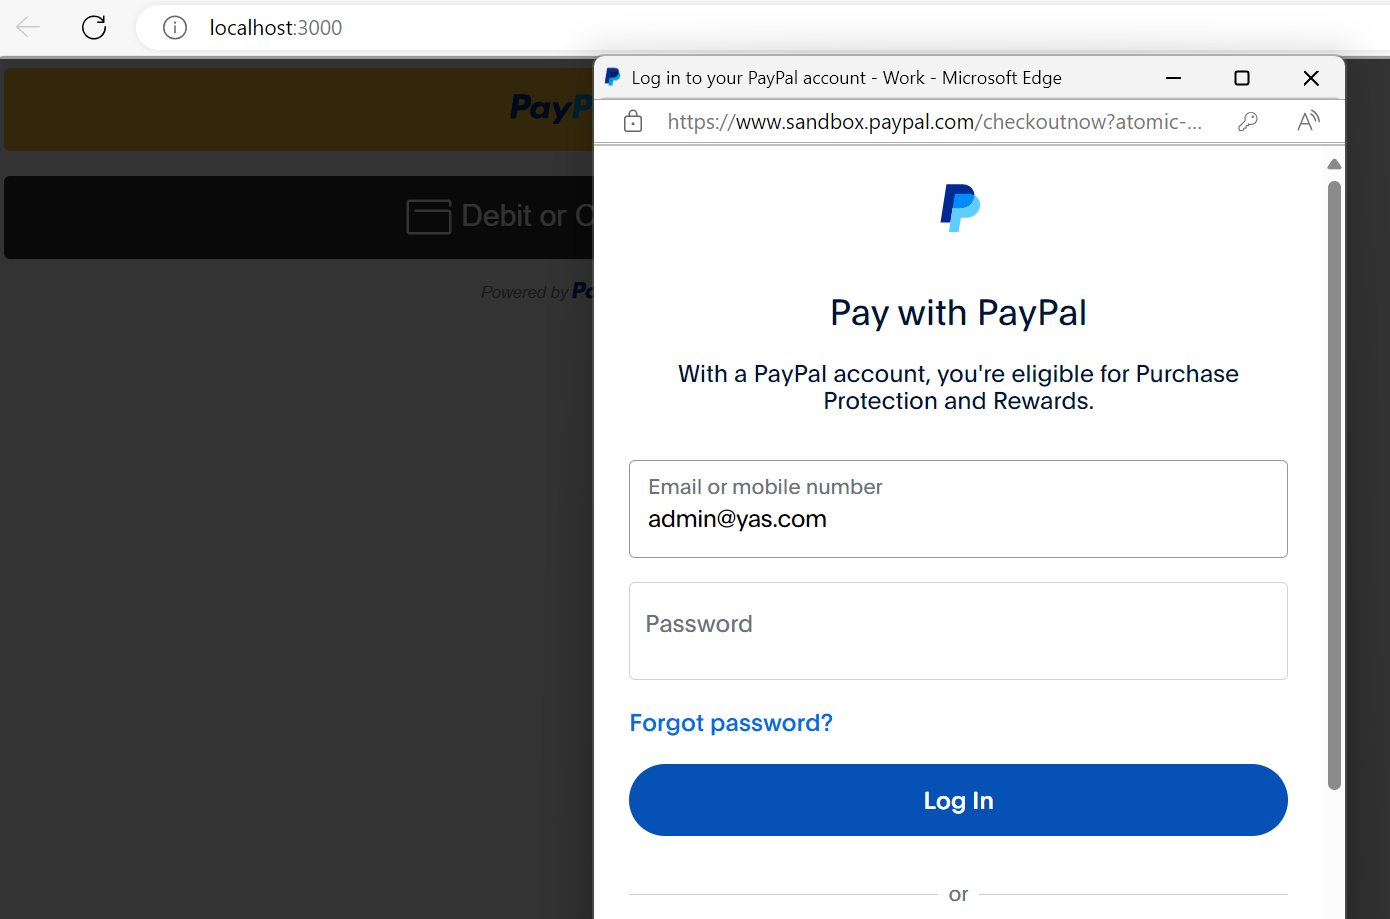 localhost:3000
Log in to your PayPal account - Work - Microsoft Edge
https://www.sandbox.paypal.com/checkoutnow?atomic-...
PayP
Debit or C
Powered by Pa
Pay with PayPal
With a PayPal account, you're eligible for Purchase
Protection and Rewards.
Email or mobile number
admin@yas.com
Password
Forgot password?
Log In
or